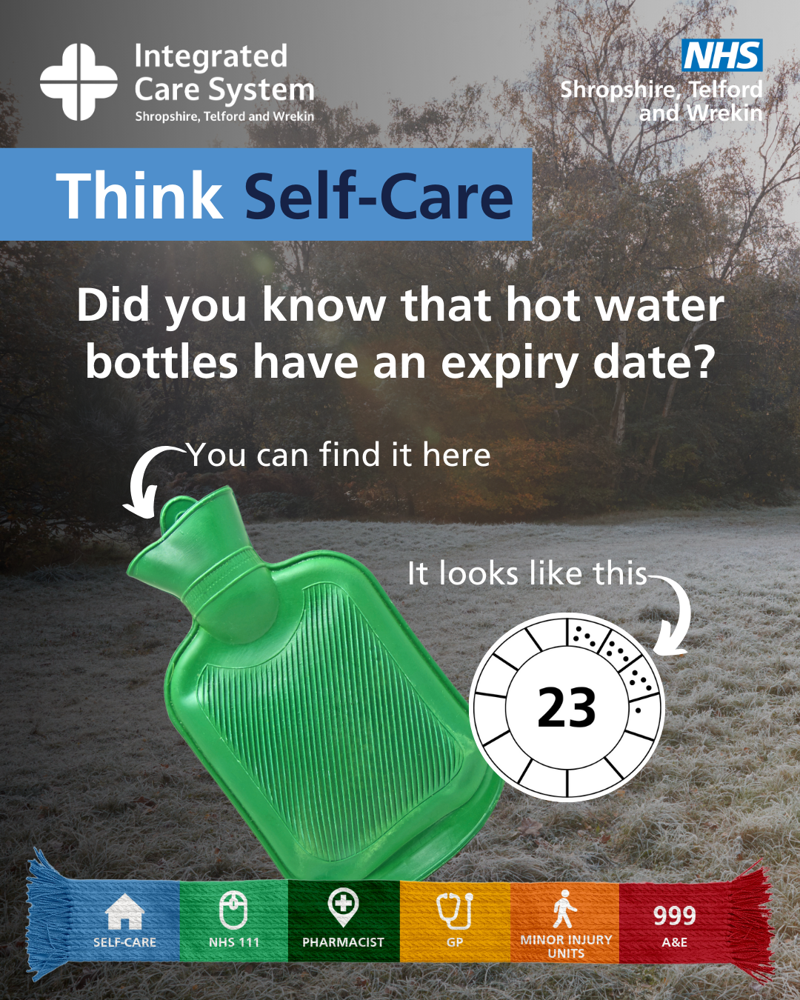 Integrated
Care System
Shropshire, Telford and Wrekin
NHS
Shropshire, Telford
and Wrekin
Think Self-Care
Did you know that hot water
bottles have an expiry date?
You can find it here
It looks like this
23
SELF-CARE
NHS 111
PHARMACIST
GP
MINOR INJURY
UNITS
999
A&E